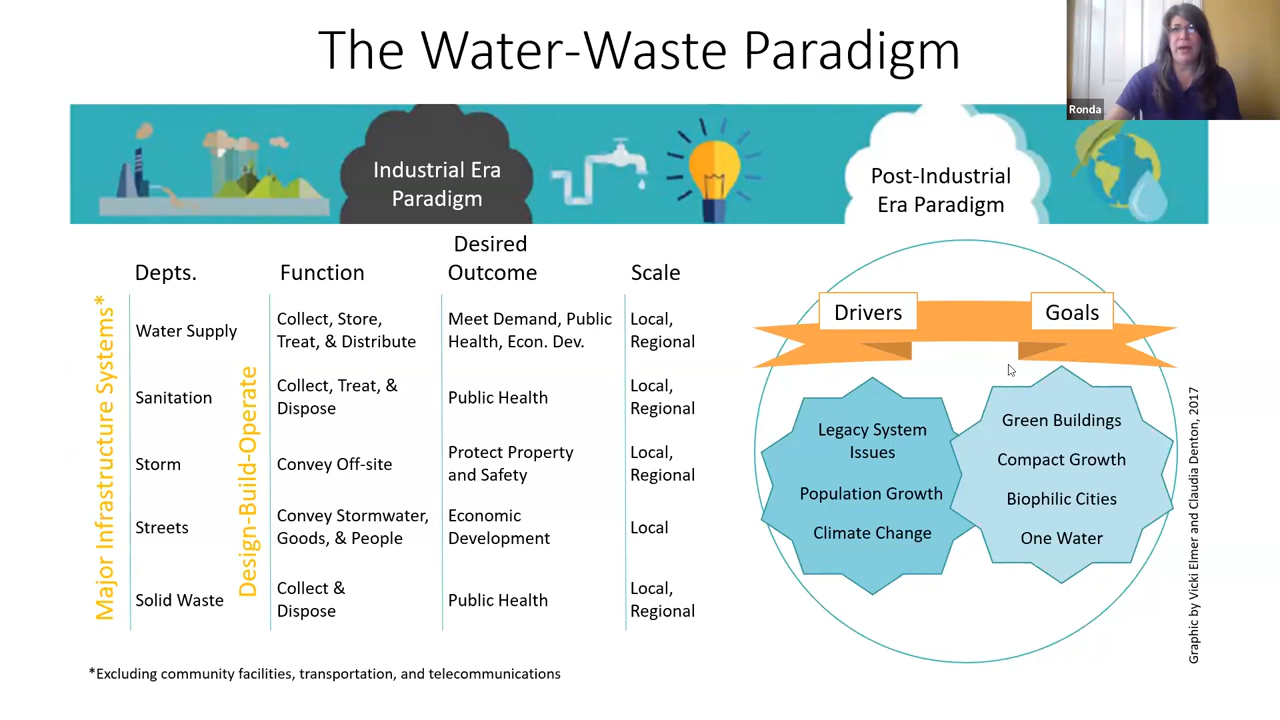 The Water-Waste Paradigm
Ronda
Industrial Era
Paradigm
Post-Industrial
Era Paradigm
Major Infrastructure Systems*
Design-Build-Operate
Depts.
Function
Desired
Outcome
Scale
Water Supply
Collect, Store,
Treat, & Distribute
Meet Demand, Public
Health, Econ. Dev.
Local,
Regional
Sanitation
Collect, Treat, &
Dispose
Public Health
Local,
Regional
Storm
Convey Off-site
Protect Property
and Safety
Local,
Regional
Streets
Convey Stormwater,
Goods, & People
Economic
Development
Local
Solid Waste
Collect &
Dispose
Public Health
Local,
Regional
*Excluding community facilities, transportation, and telecommunications
Drivers
Goals
Legacy System
Issues
Population Growth
Climate Change
Green Buildings
Compact Growth
Biophilic Cities
One Water
Graphic by Vicki Elmer and Claudia Denton, 2017